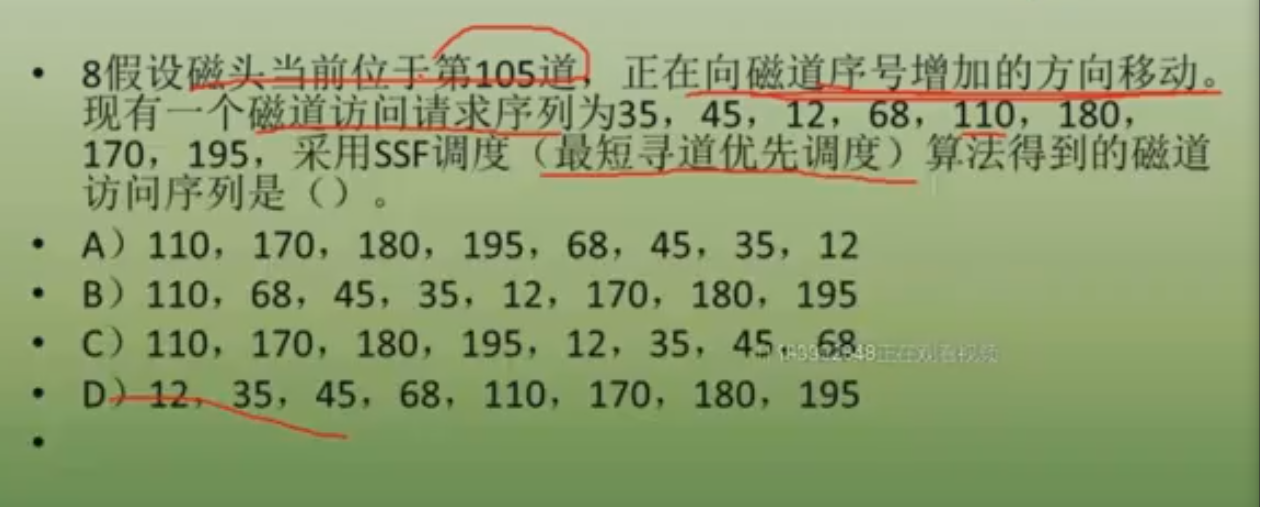 • 8假设磁头当前位于第105道，正在向磁道序号增加的方向移动。
现有一个磁道访问请求序列为35，45，12，68，110，180，
170，195，采用SSF调度（最短寻道优先调度）算法得到的磁道
访问序列是（）。
• A）110，170，180，195，68，45，35，12
• B）110，68，45，35，12，170，180，195
• C）110，170，180，195，12，35，45，68
正在观看视频
• D）12，35，45，68，110，170，180，195
•